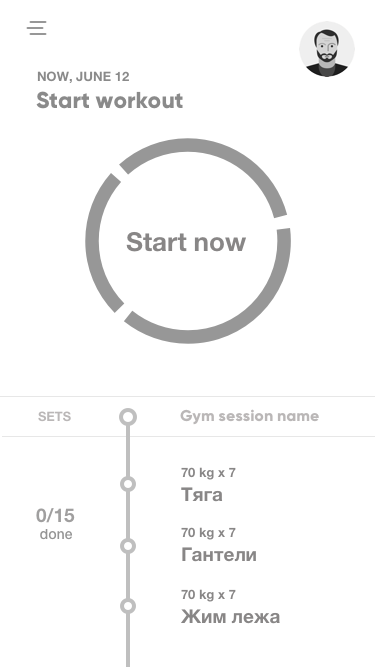 NOW, JUNE 12
Start workout
Start now
SETS
Gym session name
70 kg x 7
Тяга
0/15
done
70 kg x 7
Гантели
70 kg x 7
Жим лежа